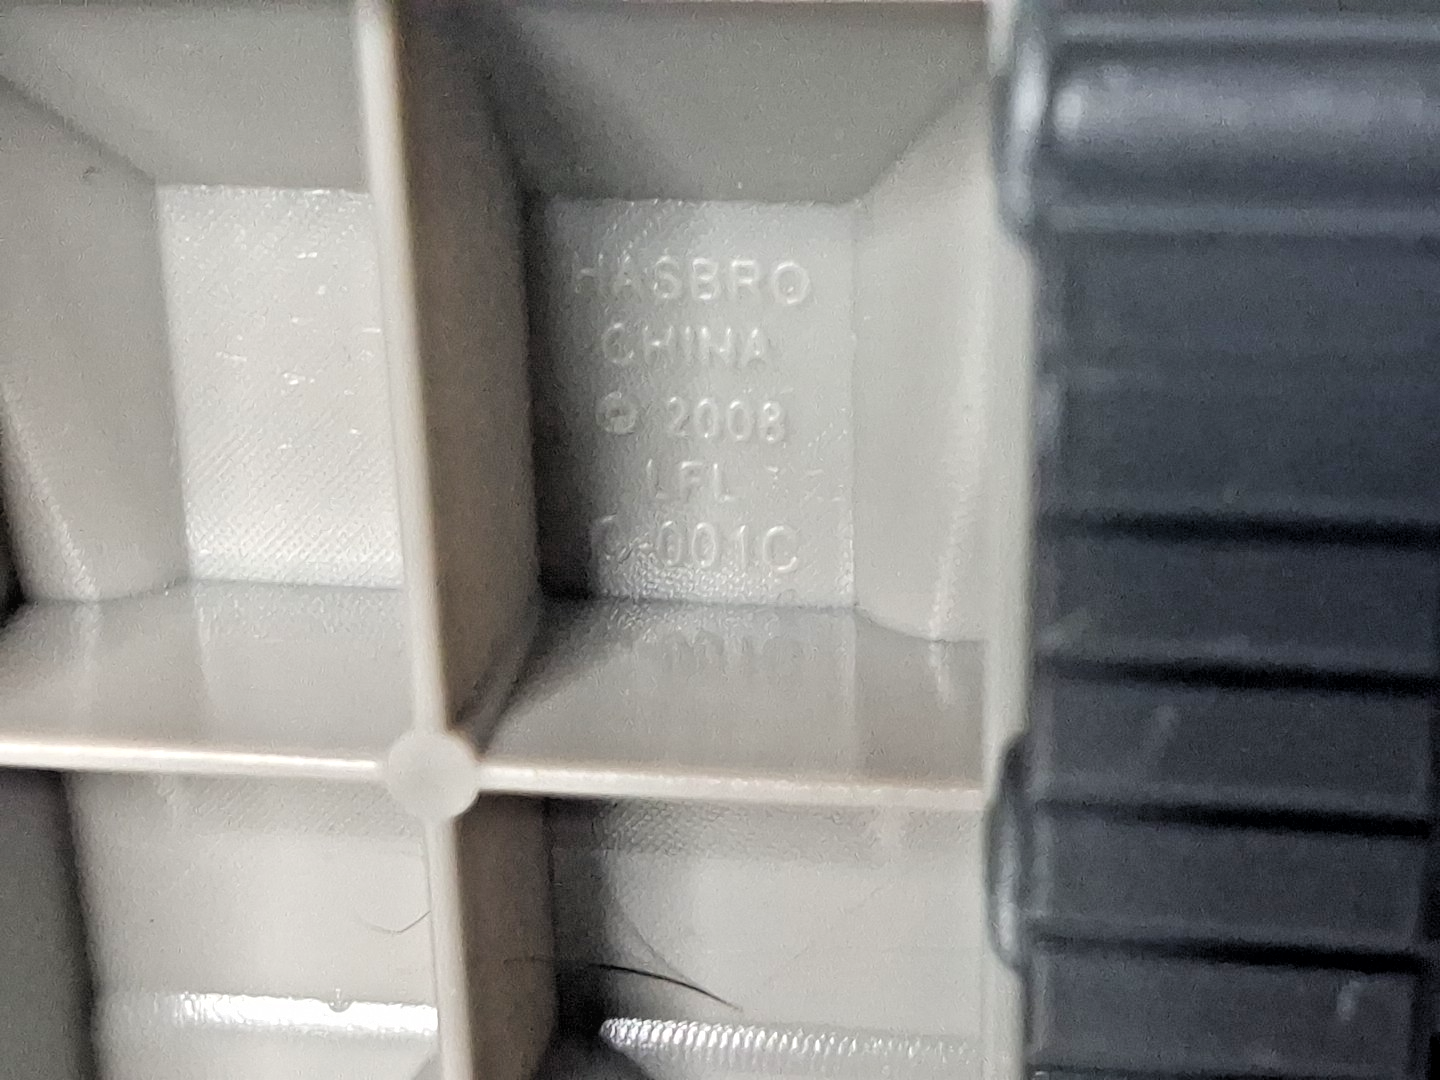 HASBRO
CHINA
© 2008
LFL
C-001C